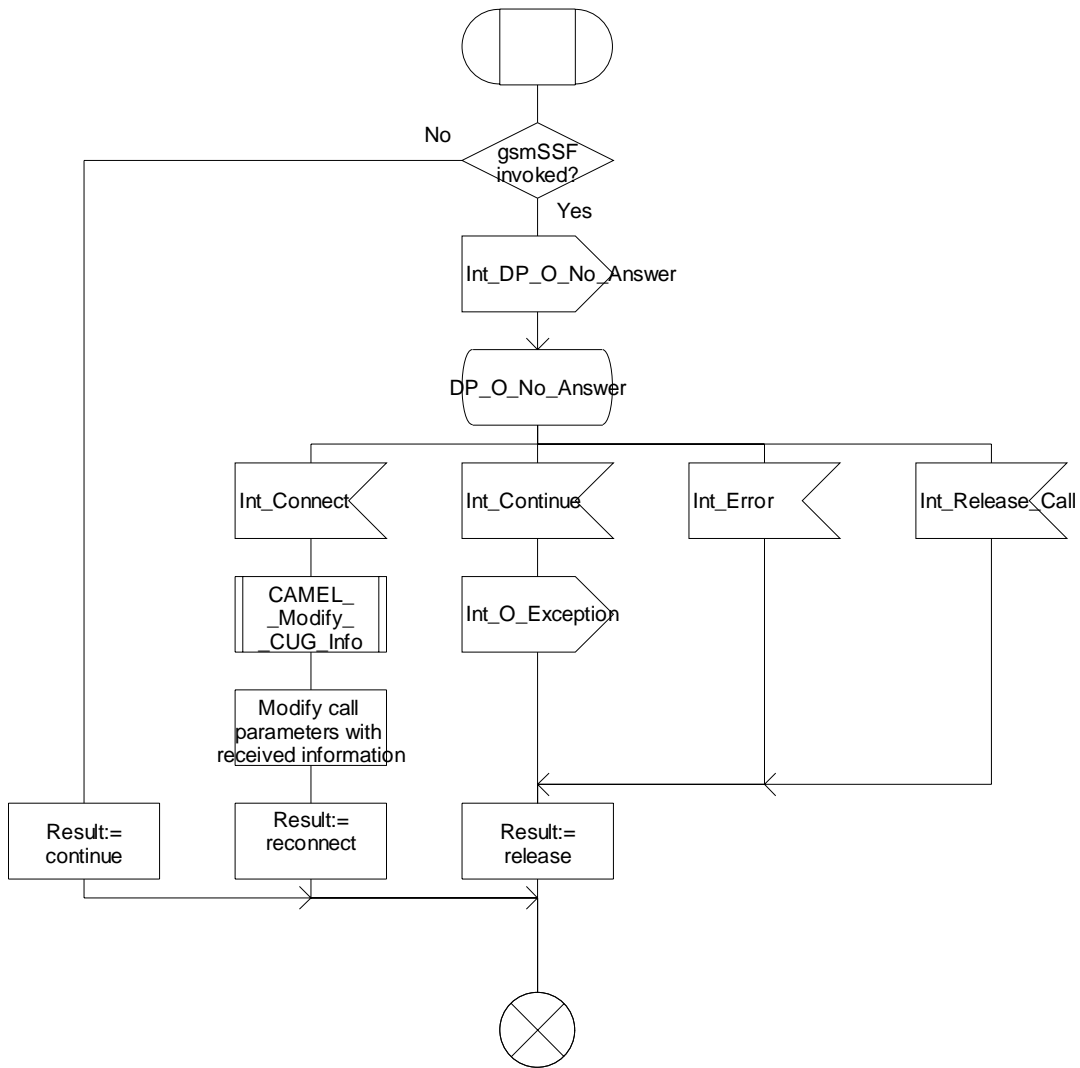 No
gsmSSF
invoked?
Yes
Int_DP_O_No_Answer
DP_O_No_Answer
Int_Connect
Int_Continue
Int_Error
Int_Release_Call
CAMEL_
_Modify_
_CUG_Info
Int_O_Exception
Modify call
parameters with
received information
Result:=
continue
Result:=
reconnect
Result:=
release